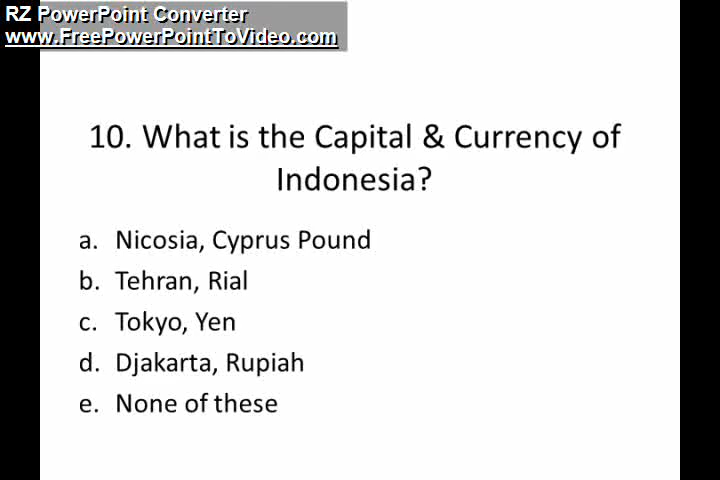 RZ PowerPoint Converter
www.FreePowerPointToVideo.com
10. What is the Capital & Currency of
Indonesia?
a. Nicosia, Cyprus Pound
b. Tehran, Rial
c. Tokyo, Yen
d. Djakarta, Rupiah
e. None of these